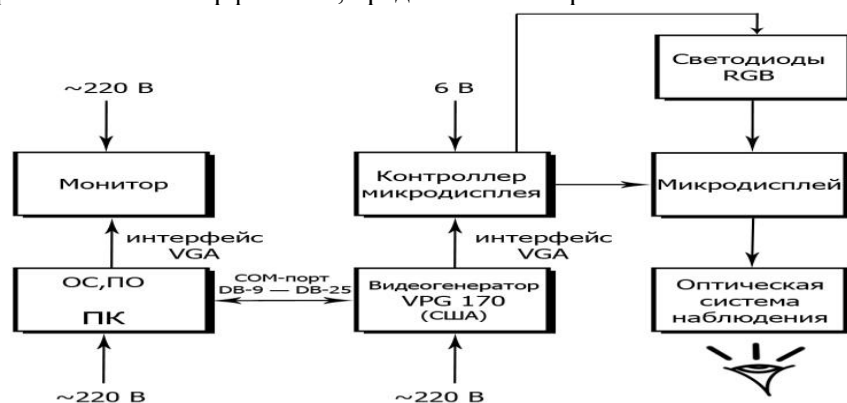 Светодиоды
RGB
~220 В
6 В
Монитор
Контроллер
микродисплея
Микродисплей
интерфейс
VGA
интерфейс
VGA
ОС,ПО
ПК
COM-порт
DB-9 — DB-25
Видеогенератор
VPG 170
(США)
Оптическая
система
наблюдения
~220 В
~220 В